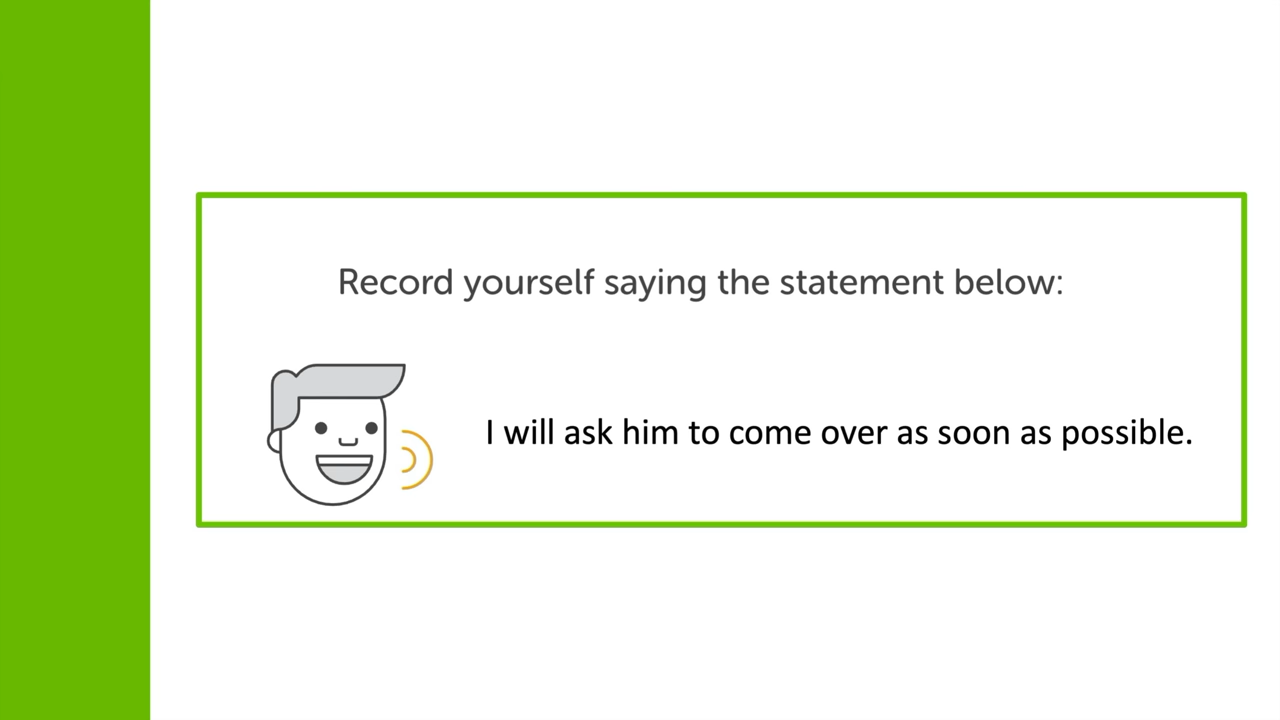 Record yourself saying the statement below:
I will ask him to come over as soon as possible.